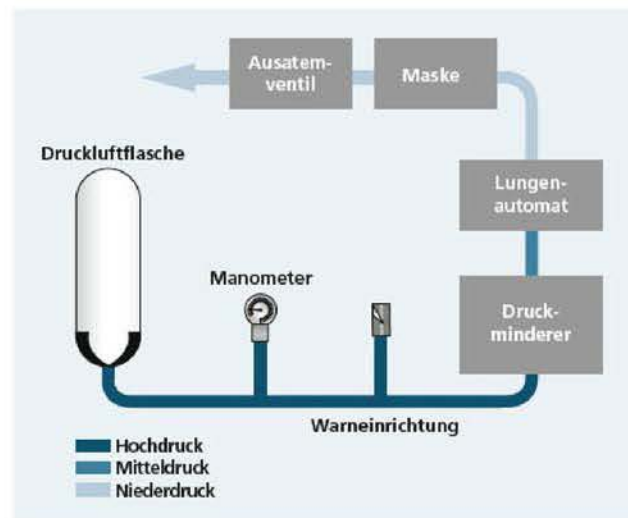 Ausatem-
ventil
Maske
Druckluftflasche
Lungen-
automat
Manometer
Druck-
minderer
Warneinrichtung
Hochdruck
Mitteldruck
Niederdruck